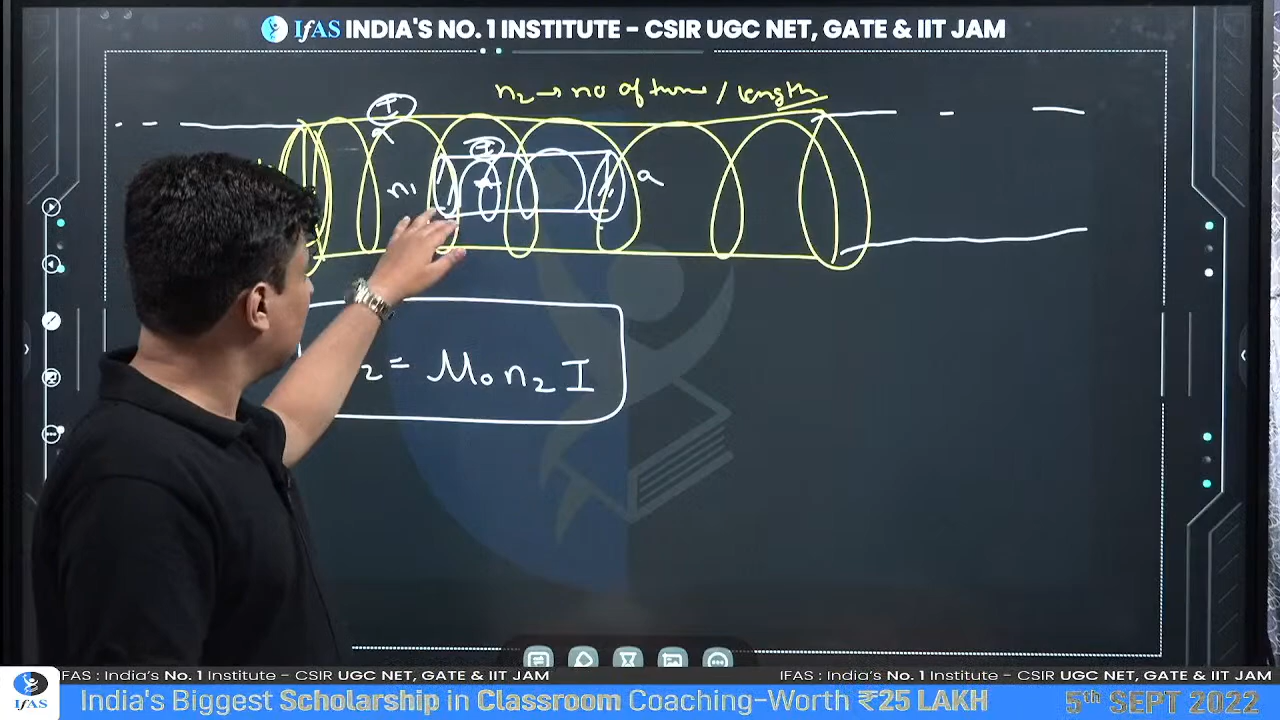 IFAS INDIA'S NO. 1 INSTITUTE - CSIR UGC NET, GATE & IIT JAM
n₂ → no of turn / length
I
I
n₁
a
₂ = μ₀ n₂ I
IFAS : India's No. 1 Institute - CSIR UGC NET, GATE & IIT JAM
IFAS : India's No. 1 Institute - CSIR UGC NET, GATE & IIT JAM
IFAS
India's Biggest Scholarship in Classroom Coaching-Worth ₹25 LAKH
5th SEPT 2022